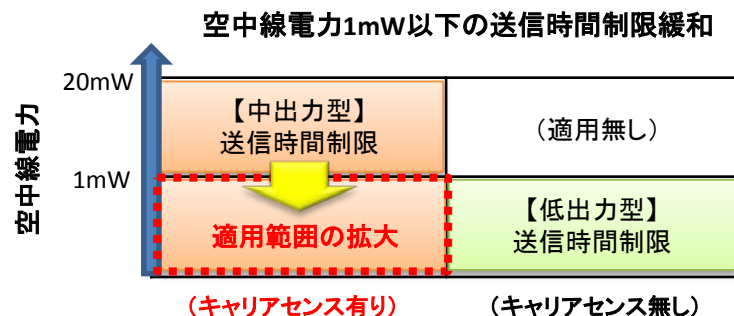 空中線電力1mW以下の送信時間制限緩和
空中線電力
20mW
【中出力型】
送信時間制限
（適用無し）
1mW
適用範囲の拡大
【低出力型】
送信時間制限
（キャリアセンス有り）
（キャリアセンス無し）